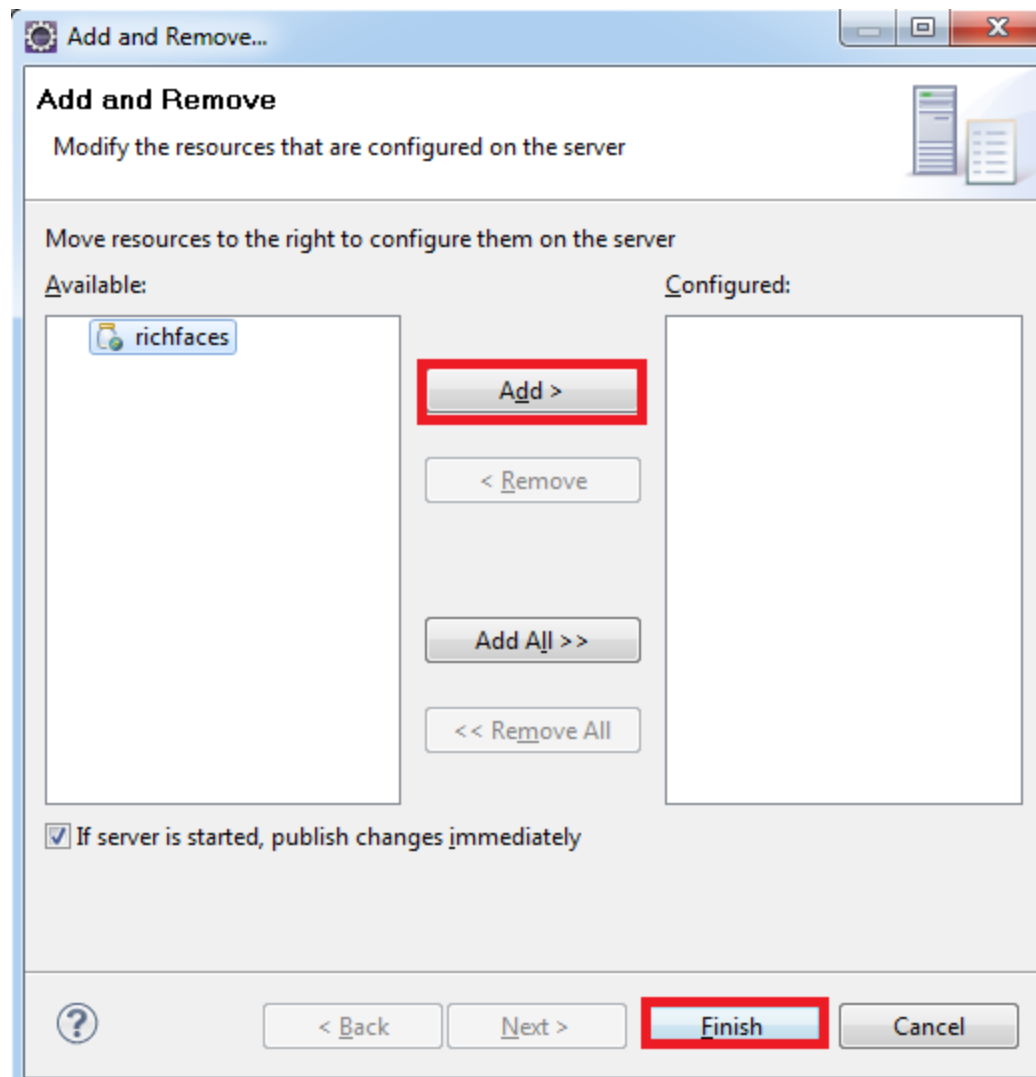 Add and Remove...
Add and Remove
Modify the resources that are configured on the server
Move resources to the right to configure them on the server
Available:
Configured:
richfaces
Add >
< Remove
Add All >>
<< Remove All
If server is started, publish changes immediately
?
< Back
Next >
Finish
Cancel